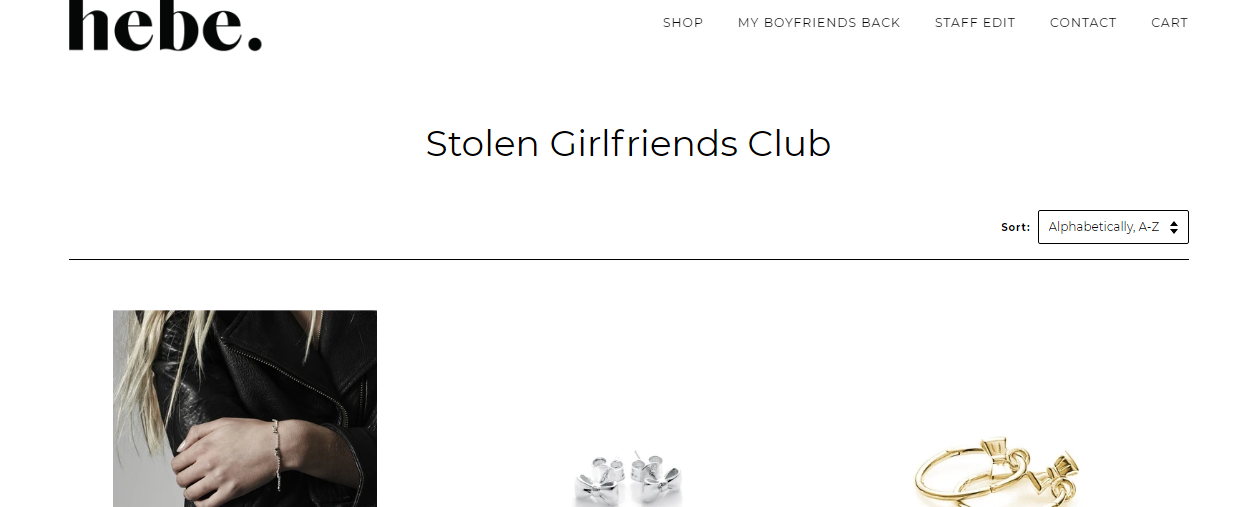 hebe.
SHOP MY BOYFRIENDS BACK STAFF EDIT CONTACT CART
Stolen Girlfriends Club
Sort: Alphabetically, A-Z